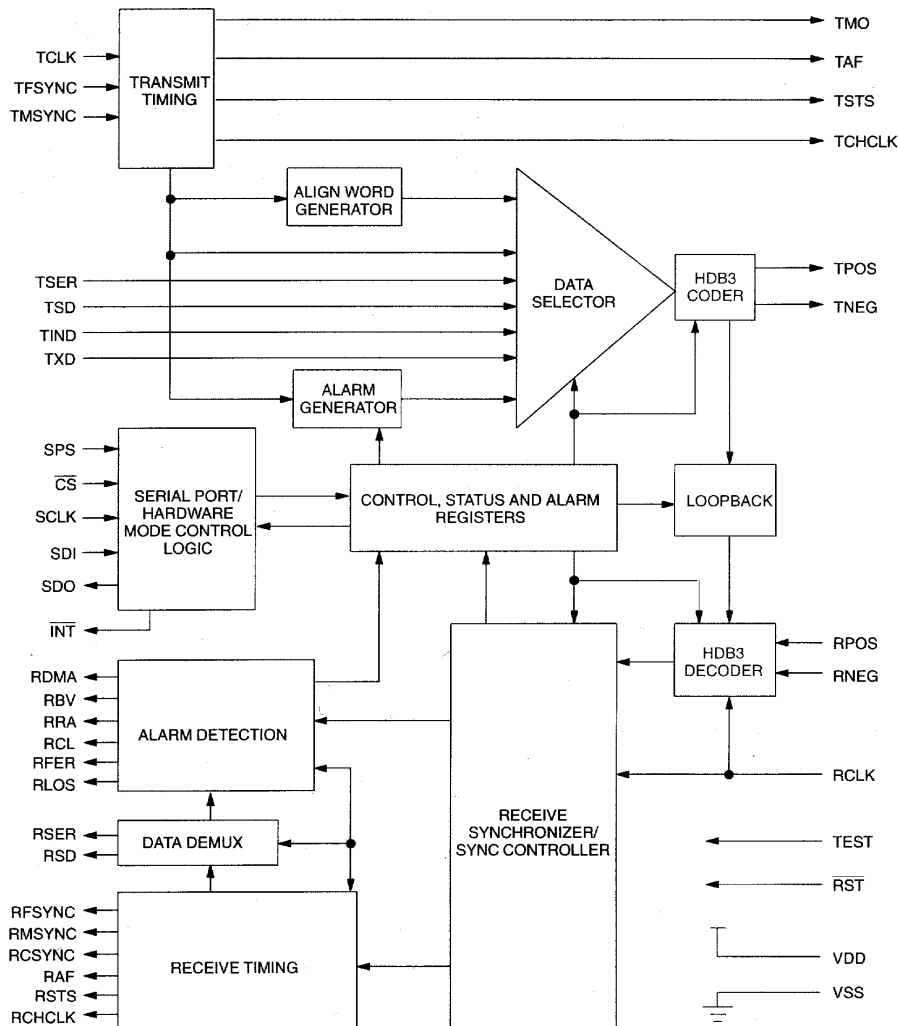 TCLK
TFSYNC
TMSYNC
TRANSMIT
TIMING
TMO
TAF
TSTS
TCHCLK
ALIGN WORD
GENERATOR
TSER
TSD
TIND
TXD
DATA
SELECTOR
HDB3
CODER
TPOS
TNEG
ALARM
GENERATOR
SPS
CS
SCLK
SDI
SDO
INT
SERIAL PORT/
HARDWARE
MODE CONTROL
LOGIC
CONTROL, STATUS AND ALARM
REGISTERS
LOOPBACK
HDB3
DECODER
RPOS
RNEG
RDMA
RBV
RRA
RCL
RFER
RLOS
ALARM DETECTION
RCLK
RSER
RSD
DATA DEMUX
RECEIVE
SYNCHRONIZER/
SYNC CONTROLLER
TEST
RST
RFSYNC
RMSYNC
RCSYNC
RAF
RSTS
RCHCLK
RECEIVE TIMING
VDD
VSS